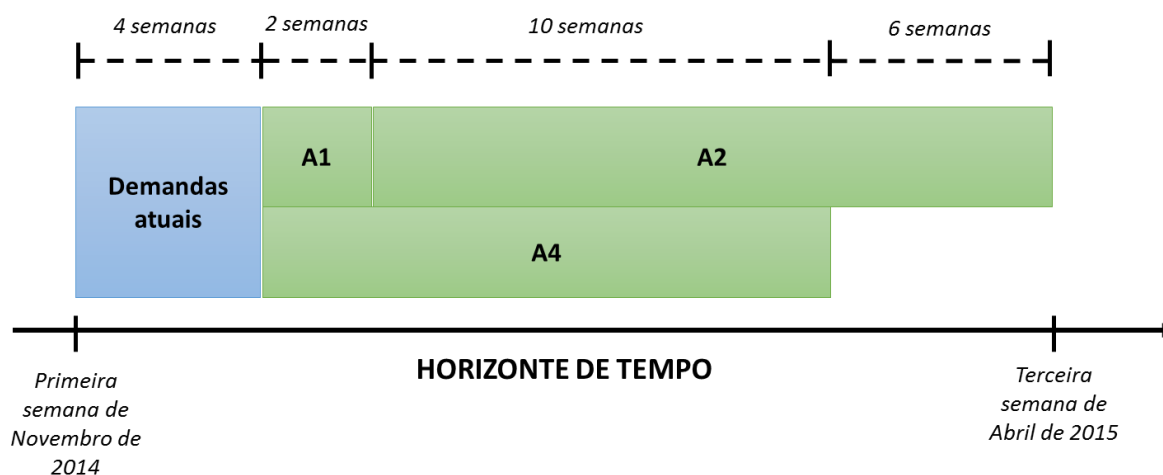 4 semanas
2 semanas
10 semanas
6 semanas
A1
A2
Demandas
atuais
A4
HORIZONTE DE TEMPO
Primeira
semana de
Novembro de
2014
Terceira
semana de
Abril de 2015